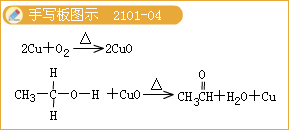 手写板图示 2101-04
2Cu+O₂ —△→ 2CuO
H
O
CH₃—C—O—H +CuO —△→ CH₃CH+H₂O+Cu
H